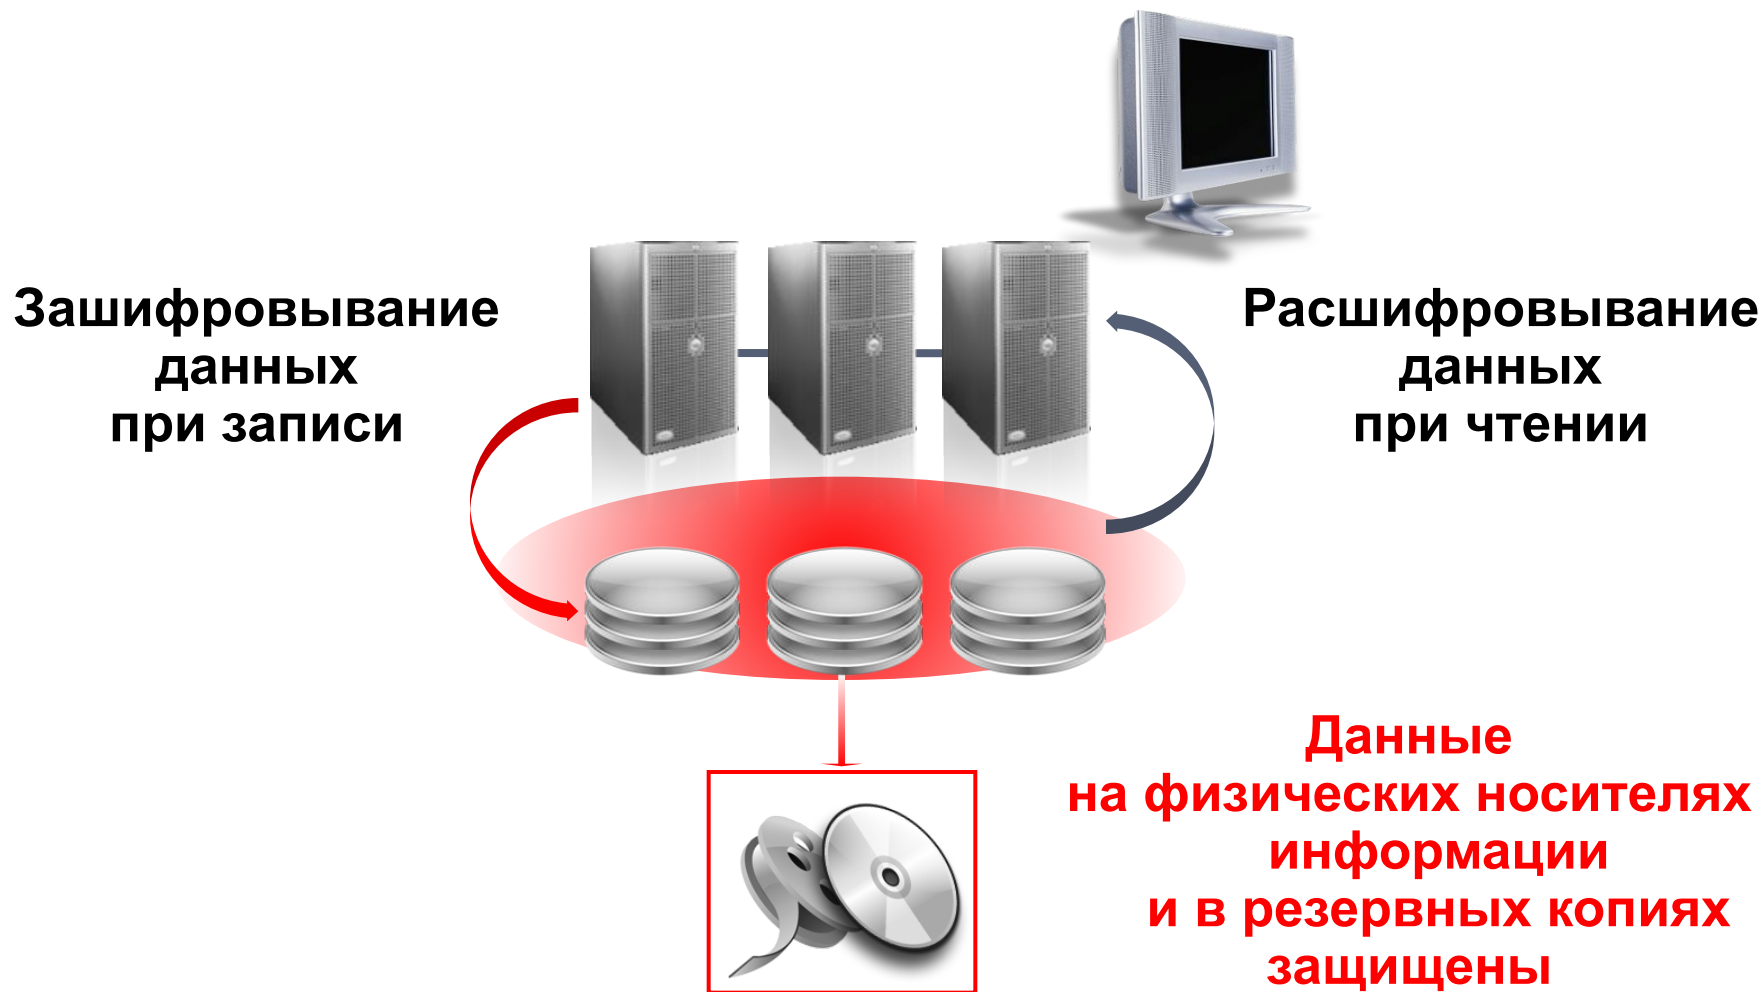 Зашифровывание
данных
при записи
Расшифровывание
данных
при чтении
Данные
на физических носителях
информации
и в резервных копиях
защищены